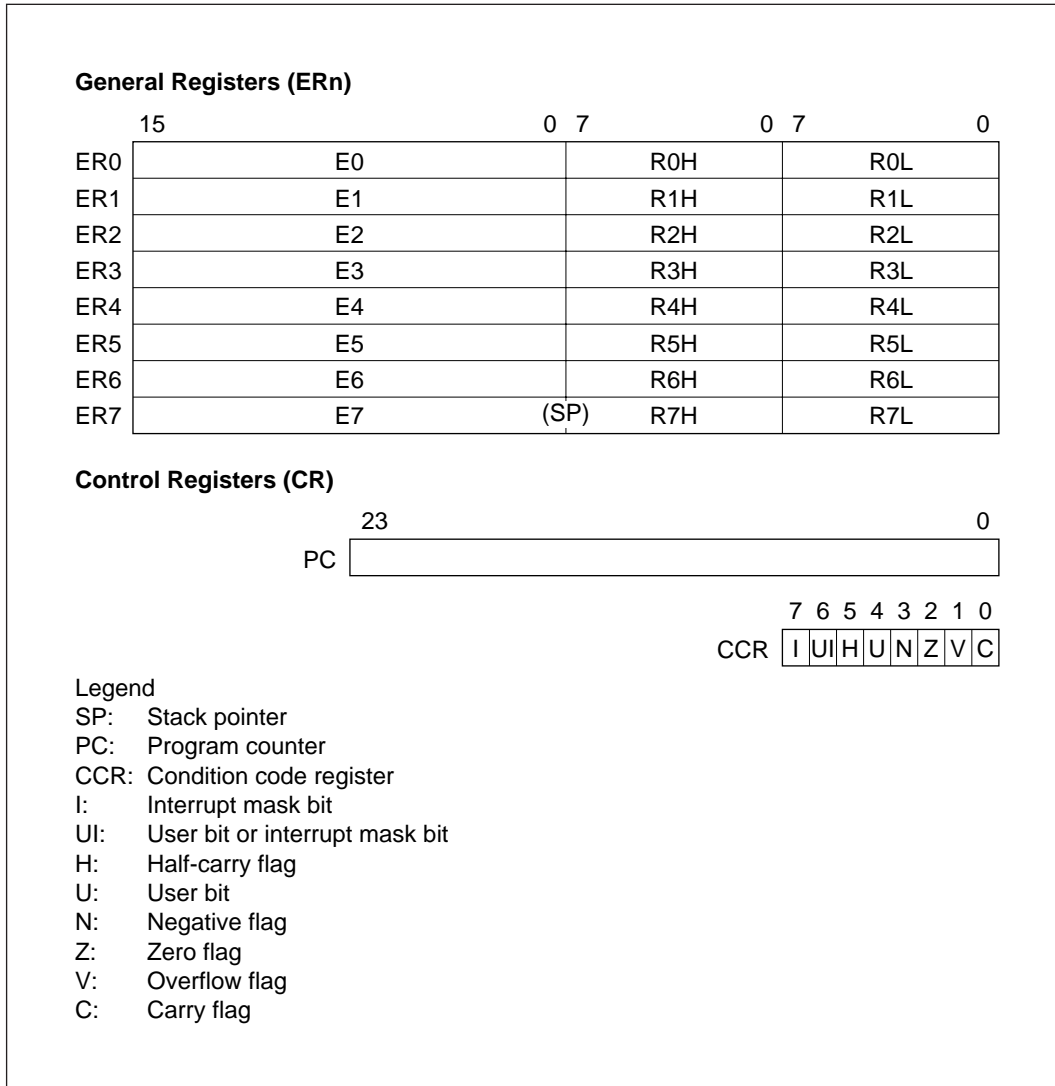 General Registers (ERn)
15 0 7 0 7 0
ER0 E0 R0H R0L
ER1 E1 R1H R1L
ER2 E2 R2H R2L
ER3 E3 R3H R3L
ER4 E4 R4H R4L
ER5 E5 R5H R5L
ER6 E6 R6H R6L
ER7 E7 (SP) R7H R7L
Control Registers (CR)
23 0
PC
7 6 5 4 3 2 1 0
CCR I UI H U N Z V C
Legend
SP: Stack pointer
PC: Program counter
CCR: Condition code register
I: Interrupt mask bit
UI: User bit or interrupt mask bit
H: Half-carry flag
U: User bit
N: Negative flag
Z: Zero flag
V: Overflow flag
C: Carry flag